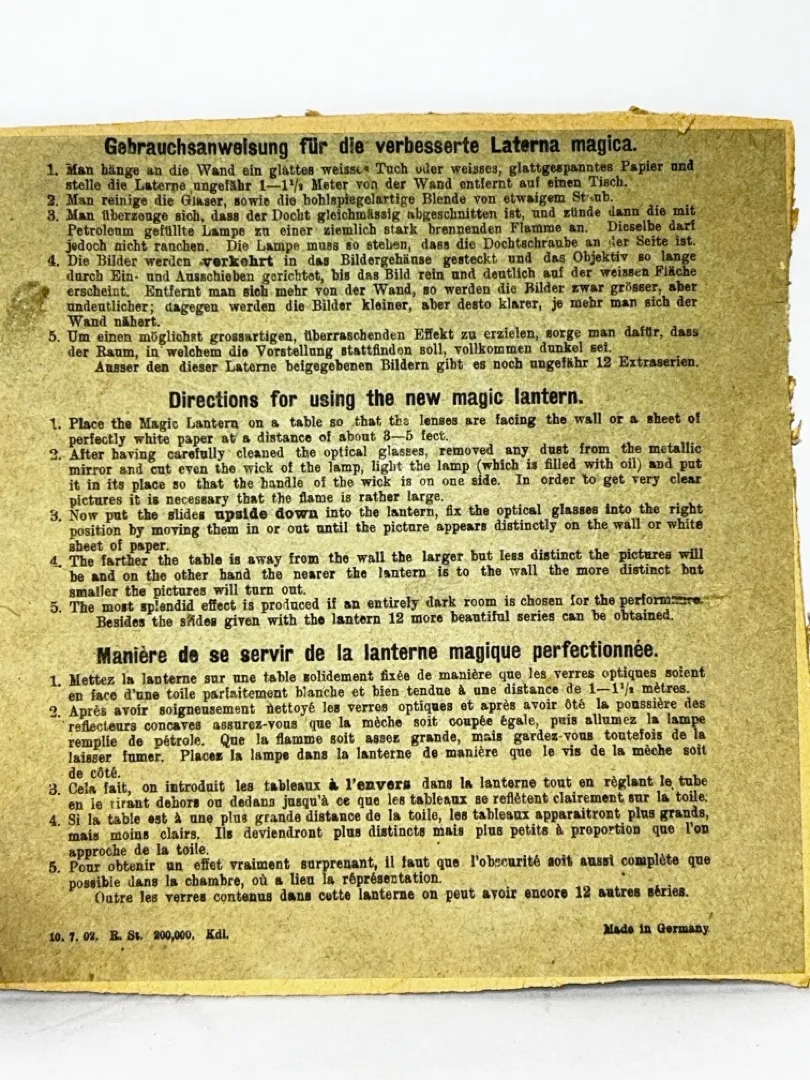 Gebrauchsanweisung für die verbesserte Laterna magica.
1. Man hänge an die Wand ein glattes weisses Tuch oder weisses, glattgespanntes Papier und
stelle die Laterne ungefähr 1—1½ Meter von der Wand entfernt auf einen Tisch.
2. Man reinige die Gläser, sowie die hohlspiegelartige Blende von etwaigem Staub.
3. Man überzeuge sich, dass der Docht gleichmässig abgeschnitten ist, und zünde dann die mit
Petroleum gefüllte Lampe zu einer ziemlich stark brennenden Flamme an. Dieselbe darf
jedoch nicht rauchen. Die Lampe muss so stehen, dass die Dochtschraube an der Seite ist.
4. Die Bilder werden verkehrt in das Bildergehäuse gesteckt und das Objektiv so lange
durch Ein- und Ausschieben gerichtet, bis das Bild rein und deutlich auf der weissen Fläche
erscheint. Entfernt man sich mehr von der Wand, so werden die Bilder zwar grösser, aber
undeutlicher; dagegen werden die Bilder kleiner, aber desto klarer, je mehr man sich der
Wand nähert.
5. Um einen möglichst grossartigen, überraschenden Effekt zu erzielen, sorge man dafür, dass
der Raum, in welchem die Vorstellung stattfinden soll, vollkommen dunkel sei.
Ausser den dieser Laterne beigegebenen Bildern gibt es noch ungefähr 12 Extraserien.
Directions for using the new magic lantern.
1. Place the Magic Lantern on a table so that the lenses are facing the wall or a sheet of
perfectly white paper at a distance of about 3—5 feet.
2. After having carefully cleaned the optical glasses, removed any dust from the metallic
mirror and cut even the wick of the lamp, light the lamp (which is filled with oil) and put
it in its place so that the handle of the wick is on one side. In order to get very clear
pictures it is necessary that the flame is rather large.
3. Now put the slides upside down into the lantern, fix the optical glasses into the right
position by moving them in or out until the picture appears distinctly on the wall or white
sheet of paper.
4. The farther the table is away from the wall the larger but less distinct the pictures will
be and on the other hand the nearer the lantern is to the wall the more distinct but
smaller the pictures will turn out.
5. The most splendid effect is produced if an entirely dark room is chosen for the performance.
Besides the slides given with the lantern 12 more beautiful series can be obtained.
Manière de se servir de la lanterne magique perfectionnée.
1. Mettez la lanterne sur une table solidement fixée de manière que les verres optiques soient
en face d'une toile parfaitement blanche et bien tendue à une distance de 1—1½ mètres.
2. Après avoir soigneusement nettoyé les verres optiques et après avoir ôté la poussière des
reflecteurs concaves assurez-vous que la mèche soit coupée égale, puis allumez la lampe
remplie de pétrole. Que la flamme soit assez grande, mais gardez-vous toutefois de la
laisser fumer. Placez la lampe dans la lanterne de manière que le vis de la mèche soit
de côté.
3. Cela fait, on introduit les tableaux à l'envers dans la lanterne tout en règlant le tube
en le tirant dehors ou dedans jusqu'à ce que les tableaux se reflètent clairement sur la toile.
4. Si la table est à une plus grande distance de la toile, les tableaux apparaitront plus grands,
mais moins clairs. Ils deviendront plus distincts mais plus petits à proportion que l'on
approche de la toile.
5. Pour obtenir un effet vraiment surprenant, il faut que l'obscurité soit aussi complète que
possible dans la chambre, où a lieu la répréseentation.
Outre les verres contenus dans cette lanterne on peut avoir encore 12 autres séries.
10. 7. 02. R. St. 200,000. Kdl.
Made in Germany